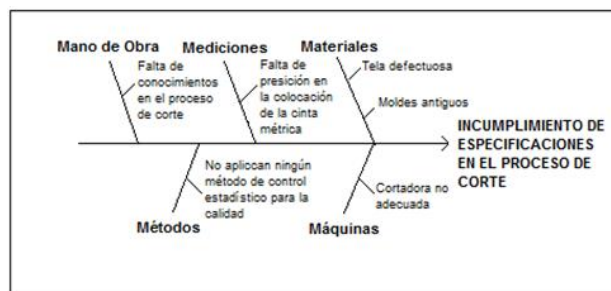 Mano de Obra
Mediciones
Materiales
Falta de
conocimientos
en el proceso
de corte
Falta de
presición en
la colocación
de la cinta
métrica
Tela defectuosa
Moldes antiguos
INCUMPLIMIENTO DE
ESPECIFICACIONES
EN EL PROCESO DE
CORTE
No apliocan ningún
método de control
estadístico para la
calidad
Cortadora no
adecuada
Métodos
Máquinas